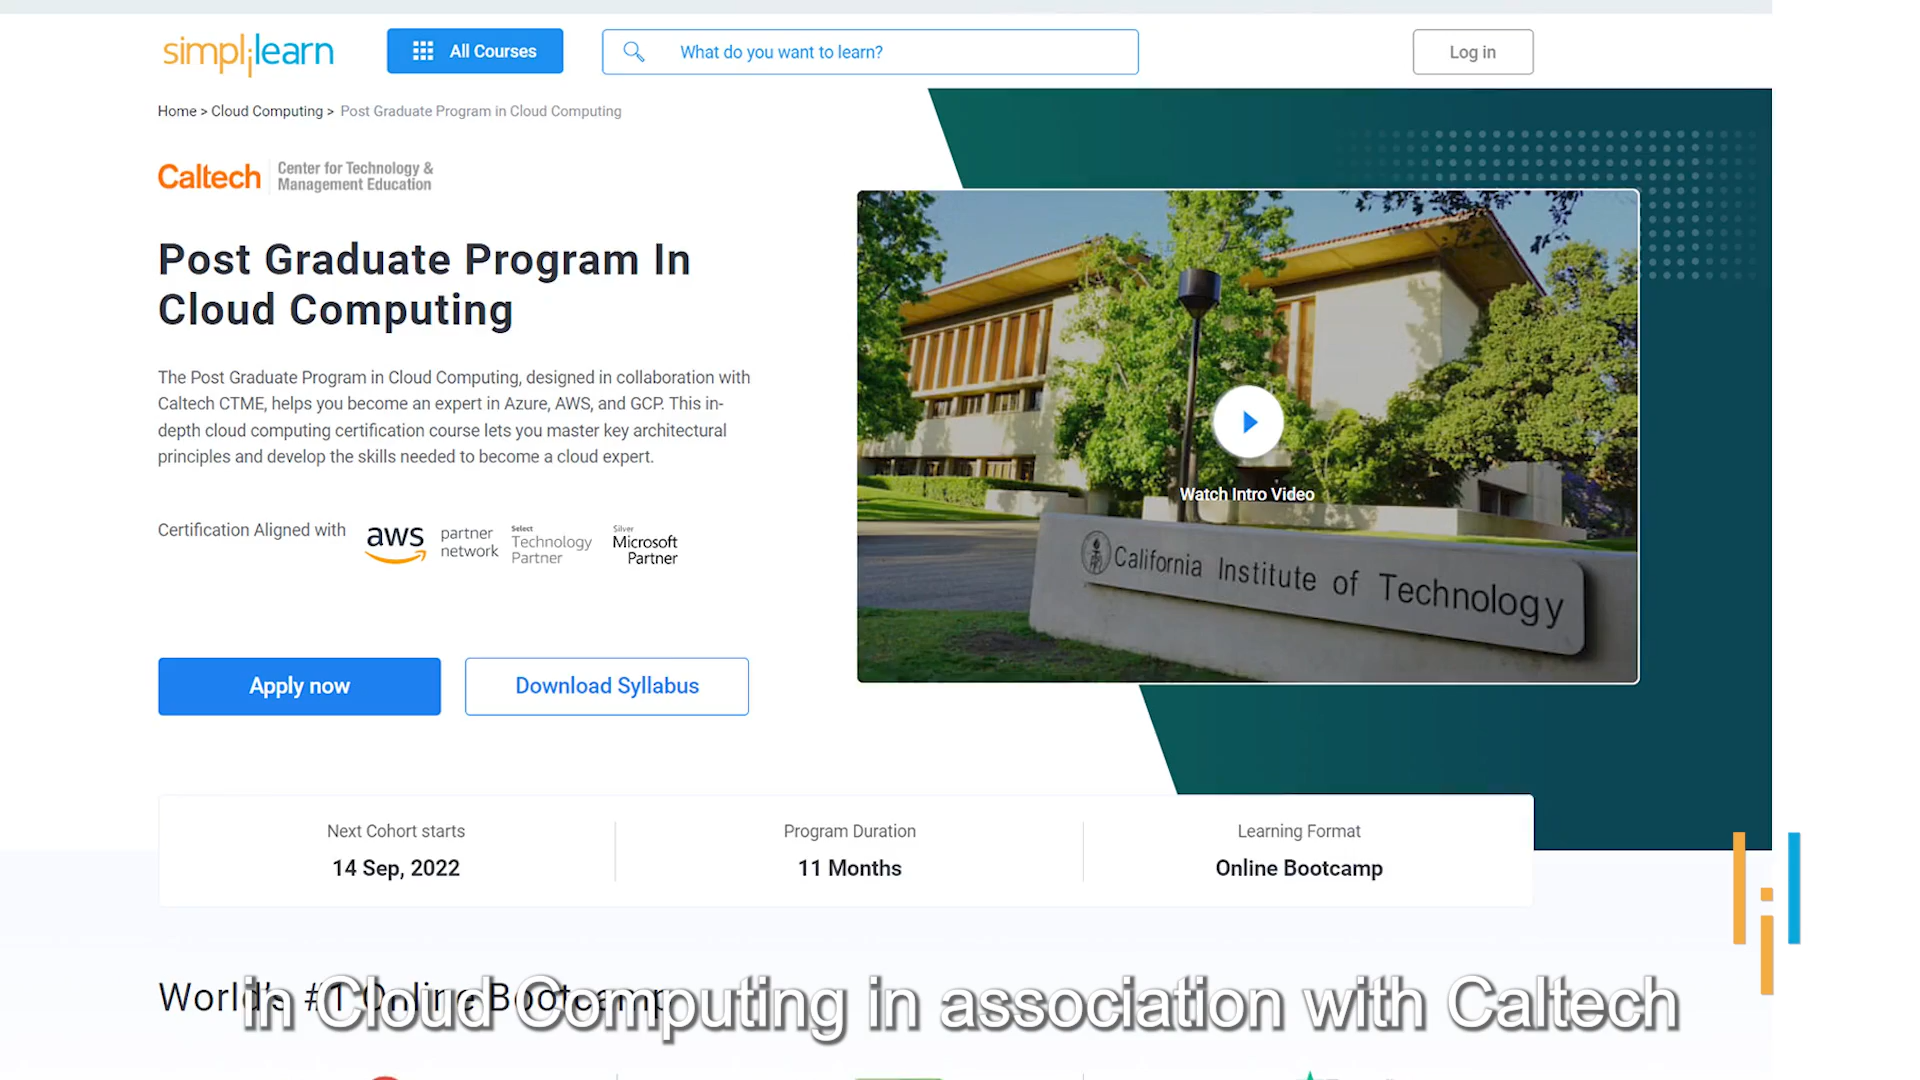 simplilearn
All Courses
What do you want to learn?
Log in
Home > Cloud Computing > Post Graduate Program in Cloud Computing
Caltech
Center for Technology &
Management Education
Post Graduate Program In
Cloud Computing
The Post Graduate Program in Cloud Computing, designed in collaboration with
Caltech CTME, helps you become an expert in Azure, AWS, and GCP. This in-
depth cloud computing certification course lets you master key architectural
principles and develop the skills needed to become a cloud expert.
Certification Aligned with
aws
partner
network
Select
Technology
Partner
Silver
Microsoft
Partner
Apply now
Download Syllabus
Watch Intro Video
California Institute of Technology
Next Cohort starts
14 Sep, 2022
Program Duration
11 Months
Learning Format
Online Bootcamp
World's #1 Online Bootcamp
in Cloud Computing in association with Caltech